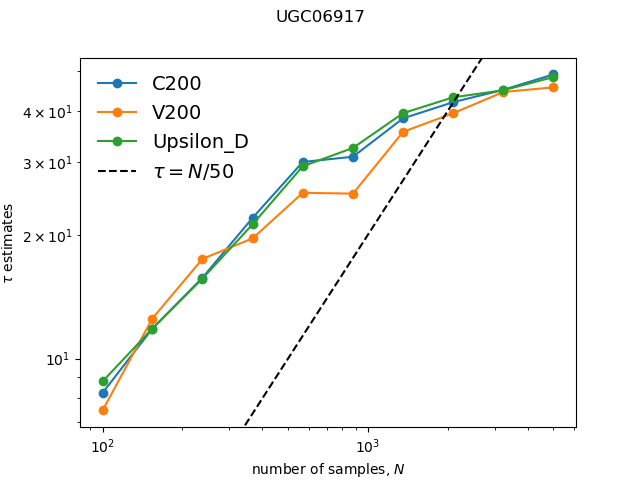 UGC06917
C200
V200
Upsilon_D
τ = N/50
4 × 10¹
3 × 10¹
2 × 10¹
10¹
τ estimates
10² 10³
number of samples, N